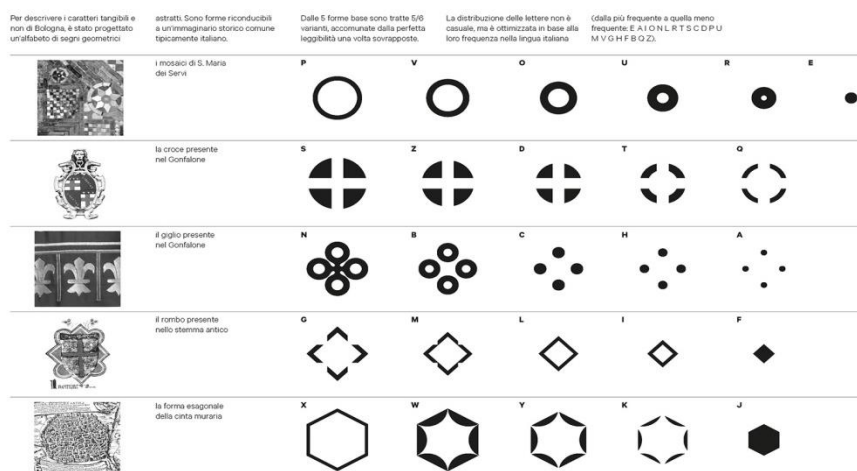 Per descrivere i caratteri tangibili e
non di Bologna, è stato progettato
un'alfabeto di segni geometrici
astratti. Sono forme riconducibili
a un'immaginario storico comune
tipicamente italiano.
Dalle 5 forme base sono tratte 5/6
varianti, accomunate dalla perfetta
leggibilità una volta sovrapposte.
La distribuzione delle lettere non è
casuale, ma è ottimizzata in base alla
loro frequenza nella lingua italiana
(dalla più frequente a quella meno
frequente: E A I O N L R T S C D P U
M V G H F B Q Z).
i mosaici di S. Maria
dei Servi
P V O U R E
la croce presente
nel Gonfalone
S Z D T Q
il giglio presente
nel Gonfalone
N B C H A
il rombo presente
nello stemma antico
G M L I F
la forma esagonale
della cinta muraria
X W Y K J